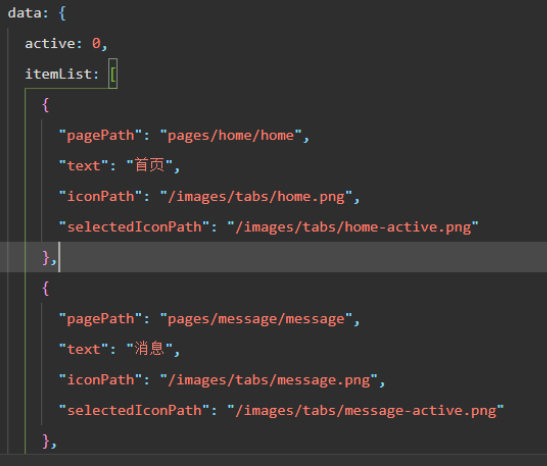 data: {
active: 0,
itemList: [
{
"pagePath": "pages/home/home",
"text": "首页",
"iconPath": "/images/tabs/home.png",
"selectedIconPath": "/images/tabs/home-active.png"
},
{
"pagePath": "pages/message/message",
"text": "消息",
"iconPath": "/images/tabs/message.png",
"selectedIconPath": "/images/tabs/message-active.png"
},